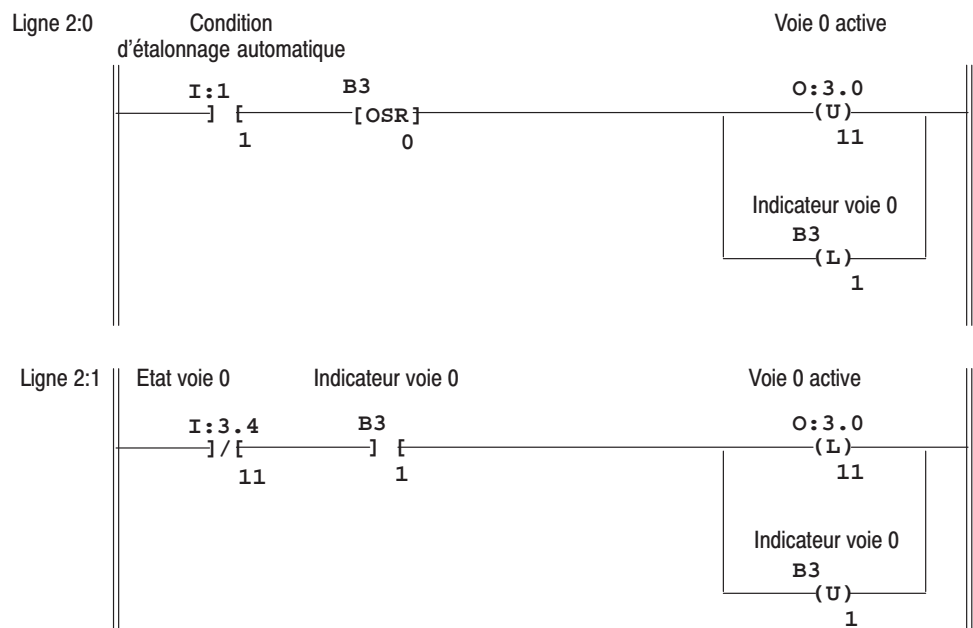 Ligne 2:0 Condition Voie 0 active
d'étalonnage automatique
I:1 B3 O:3.0
] [ [OSR] (U)
1 0 11
Indicateur voie 0
B3
(L)
1
Ligne 2:1 Etat voie 0 Indicateur voie 0 Voie 0 active
I:3.4 B3 O:3.0
]/[ ] [ (L)
11 1 11
Indicateur voie 0
B3
(U)
1